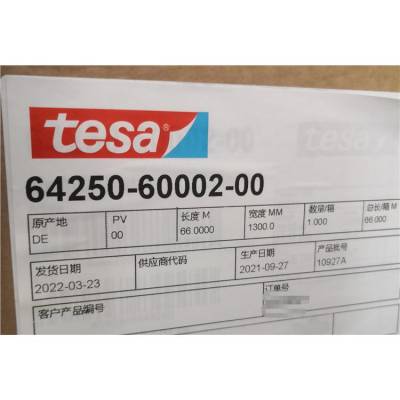 tesa
64250-60002-00
原产地 PV 长度 M 宽度 MM 数量/箱 总长/箱 M
DE 00 66.0000 1300.0 1.000 66.000
发货日期 供应商代码 生产日期 产品批号
2022-03-23 2021-09-27 10927A
客户产品编号 订单号